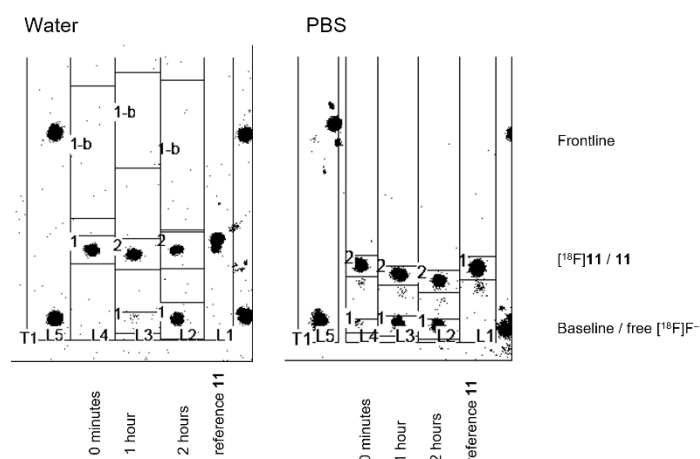 Water
PBS
1-b
1-b
1-b
Frontline
1
2
2
2
2
2
1
[¹⁸F]11 / 11
1
1
1
1
1
Baseline / free [¹⁸F]F⁻
T1 L5 L4 L3 L2 L1
T1 L5 L4 L3 L2 L1
0 minutes
1 hour
2 hours
reference 11
0 minutes
1 hour
2 hours
reference 11